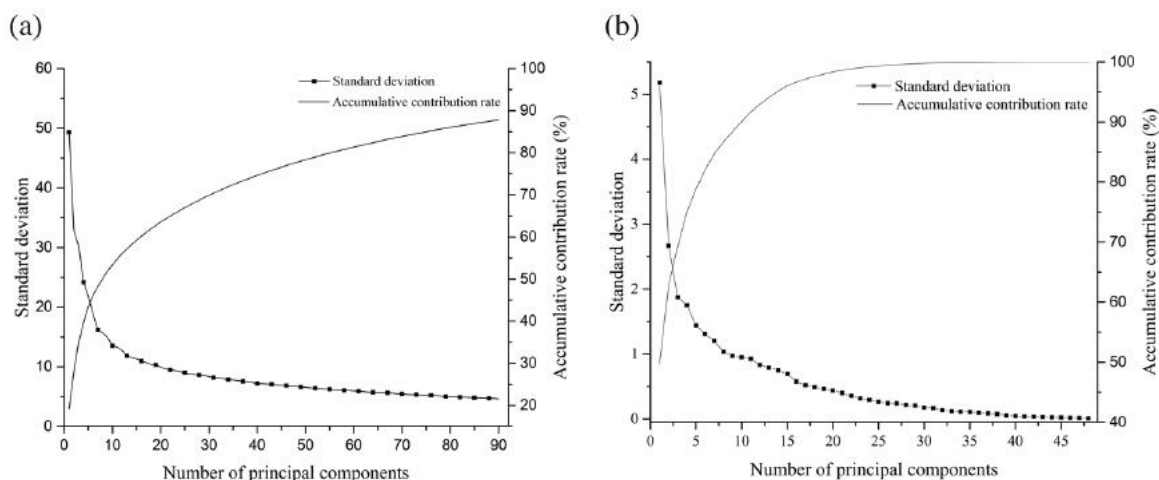 (a)
(b)
60
50
40
30
20
10
0
Standard deviation
Standard deviation
Accumulative contribution rate
100
90
80
70
60
50
40
30
20
Accumulative contribution rate (%)
0 10 20 30 40 50 60 70 80 90
Number of principal components
5
4
3
2
1
0
Standard deviation
Standard deviation
Accumulative contribution rate
100
90
80
70
60
50
40
Accumulative contribution rate (%)
0 5 10 15 20 25 30 35 40 45
Number of principal components